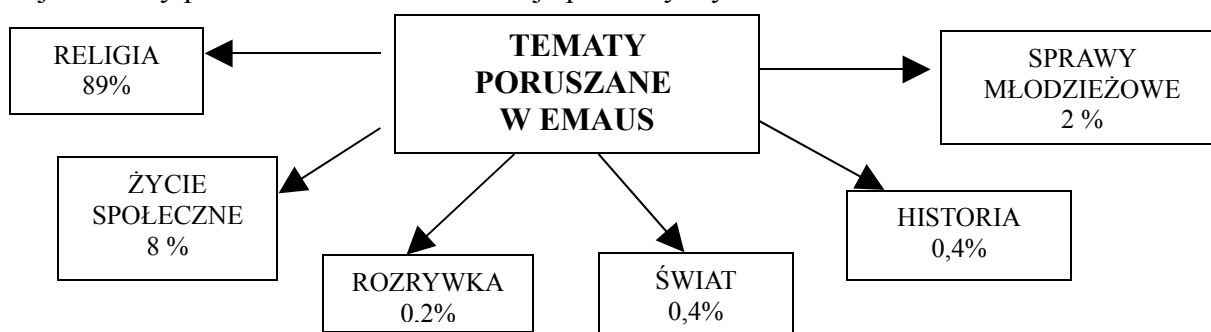 TEMATY
PORUSZANE
W EMAUS
RELIGIA
89%
SPRAWY
MŁODZIEŻOWE
2 %
ŻYCIE
SPOŁECZNE
8 %
HISTORIA
0,4%
ROZRYWKA
0,2%
ŚWIAT
0,4%